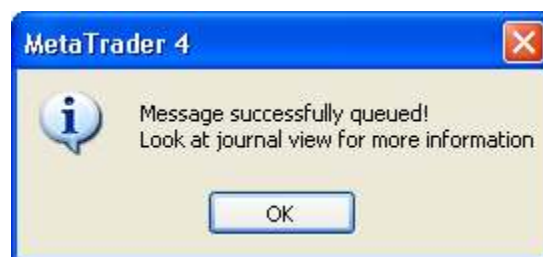 MetaTrader 4
Message successfully queued!
Look at journal view for more information
OK